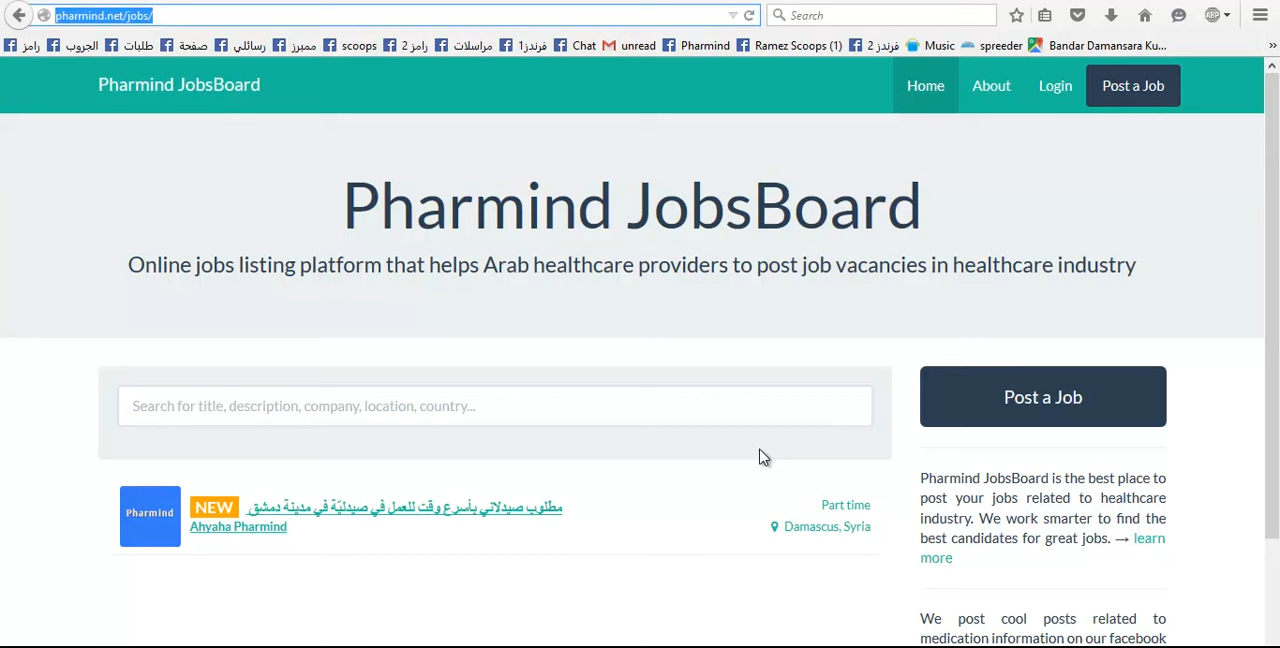 pharmind.net/jobs/
Search
ABP
رامز
الجروب
طلبات
صفحة
رسائلي
مميزز
scoops
رامز 2
مراسلات
فرندز1
Chat
unread
Pharmind
Ramez Scoops (1)
فرندز 2
Music
spreeder
Bandar Damansara Ku...
»
Pharmind JobsBoard
Home
About
Login
Post a Job
Pharmind JobsBoard
Online jobs listing platform that helps Arab healthcare providers to post job vacancies in healthcare industry
Search for title, description, company, location, country...
Post a Job
Pharmind
NEW مطلوب صيدلاني بأسرع وقت للعمل في صيدليّة في مدينة دمشق
Part time
Ahyaha Pharmind
Damascus, Syria
Pharmind JobsBoard is the best place to
post your jobs related to healthcare
industry. We work smarter to find the
best candidates for great jobs. → learn
more
We post cool posts related to
medication information on our facebook